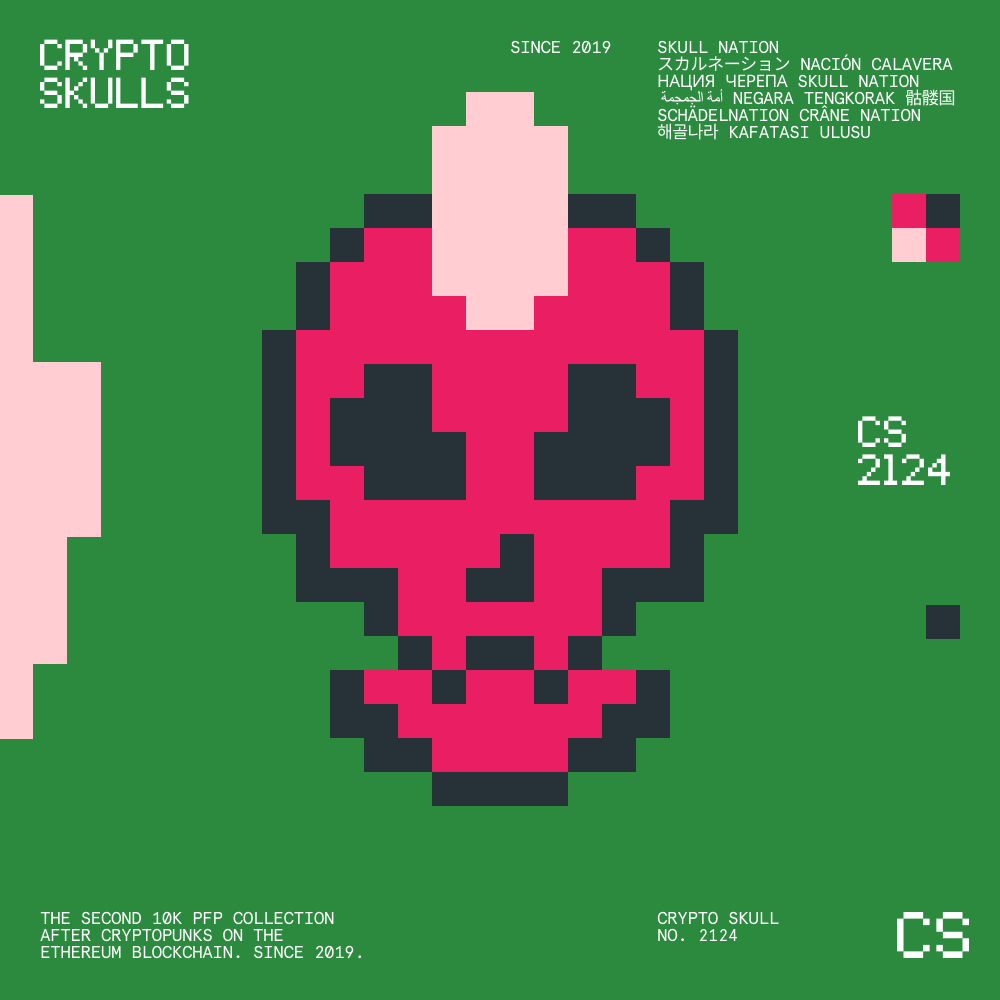 CRYPTO
SKULLS
SINCE 2019
SKULL NATION
スカルネーション NACIÓN CALAVERA
НАЦИЯ ЧЕРЕПА SKULL NATION
أمة الجمجمة NEGARA TENGKORAK 骷髅国
SCHÄDELNATION CRÂNE NATION
해골나라 KAFATASI ULUSU
CS
2124
THE SECOND 10K PFP COLLECTION
AFTER CRYPTOPUNKS ON THE
ETHEREUM BLOCKCHAIN. SINCE 2019.
CRYPTO SKULL
NO. 2124
CS